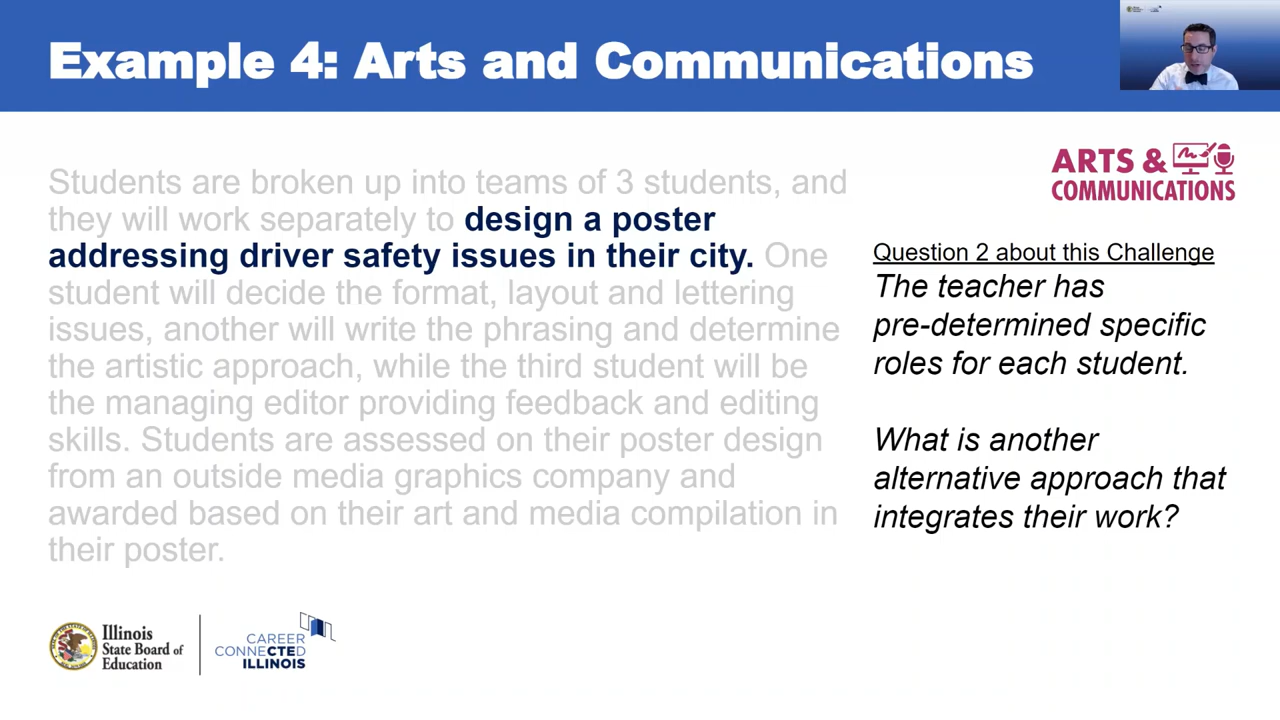 Example 4: Arts and Communications
Students are broken up into teams of 3 students, and
they will work separately to design a poster
addressing driver safety issues in their city. One
student will decide the format, layout and lettering
issues, another will write the phrasing and determine
the artistic approach, while the third student will be
the managing editor providing feedback and editing
skills. Students are assessed on their poster design
from an outside media graphics company and
awarded based on their art and media compilation in
their poster.
ARTS &
COMMUNICATIONS
Question 2 about this Challenge
The teacher has
pre-determined specific
roles for each student.
What is another
alternative approach that
integrates their work?
Illinois
State Board of
Education
CAREER
CONNECTED
ILLINOIS